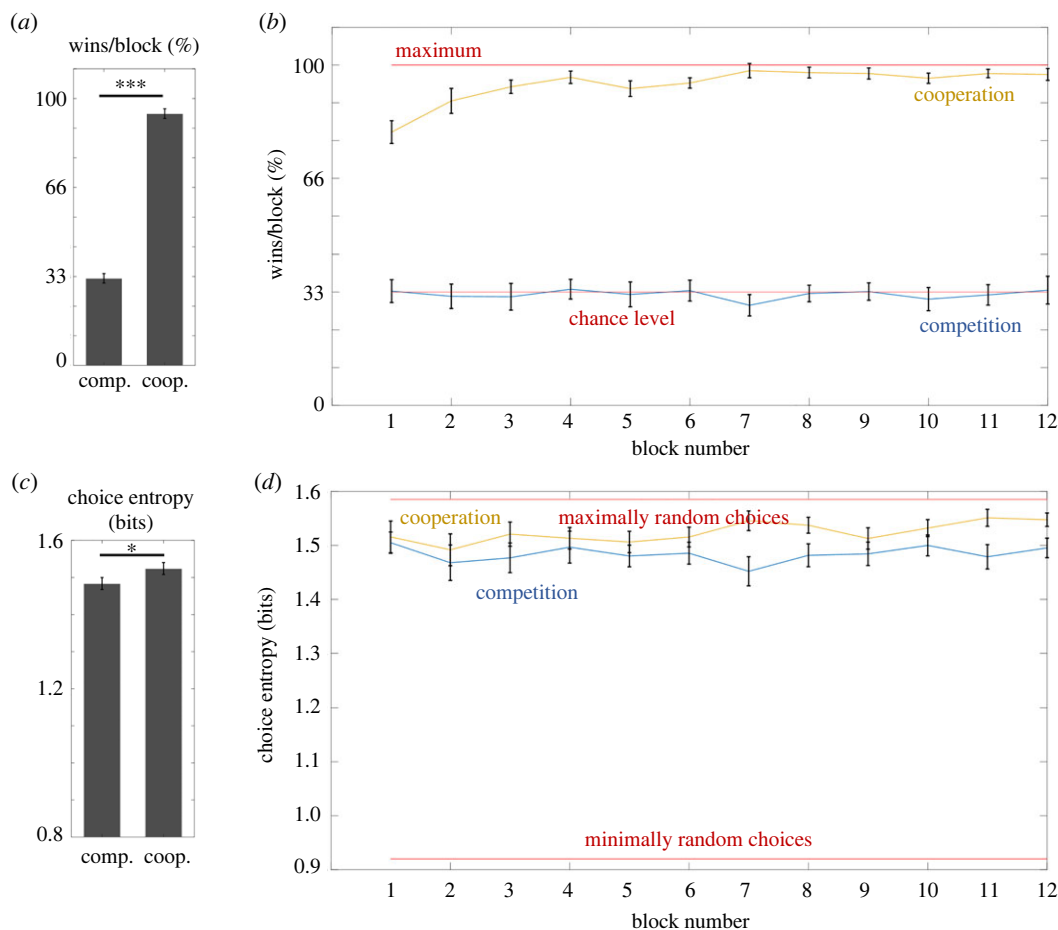 (a)
wins/block (%)
***
100
66
33
0
comp. coop.
(b)
maximum
100
cooperation
66
wins/block (%)
33
chance level
competition
0
1 2 3 4 5 6 7 8 9 10 11 12
block number
(c)
choice entropy
(bits)
1.6
*
1.2
0.8
comp. coop.
(d)
1.6
cooperation
maximally random choices
1.5
competition
1.4
1.3
choice entropy (bits)
1.2
1.1
1.0
minimally random choices
0.9
1 2 3 4 5 6 7 8 9 10 11 12
block number